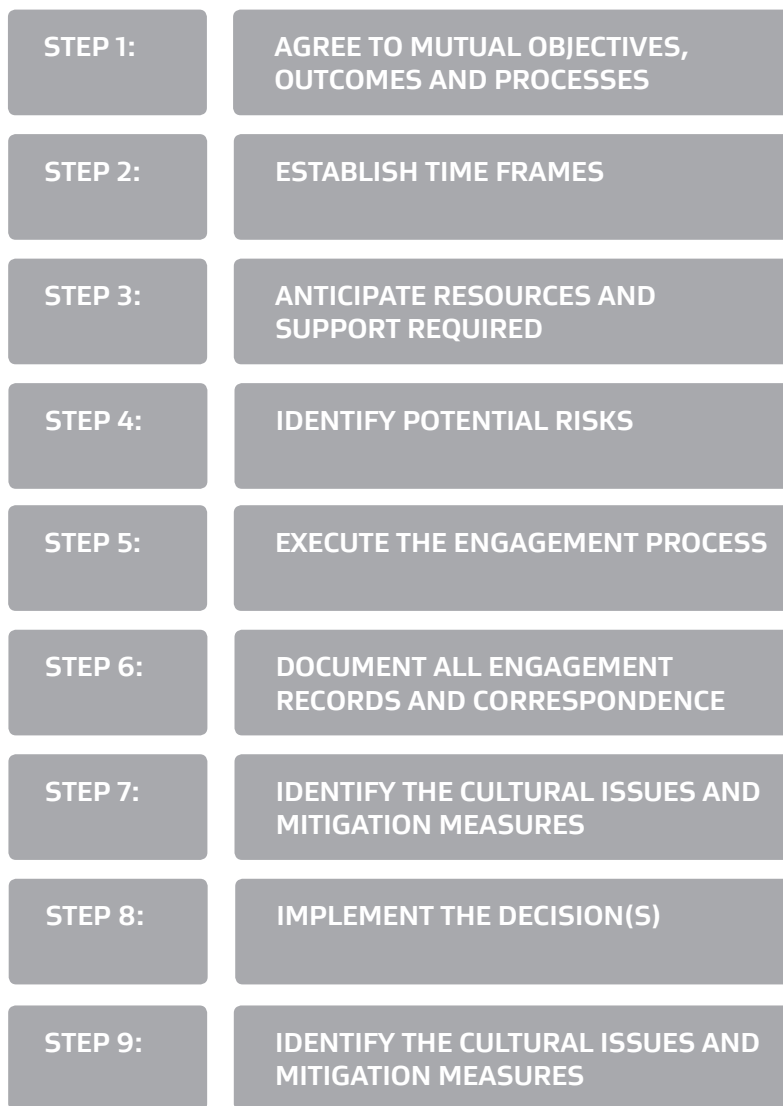 STEP 1:
AGREE TO MUTUAL OBJECTIVES,
OUTCOMES AND PROCESSES
STEP 2:
ESTABLISH TIME FRAMES
STEP 3:
ANTICIPATE RESOURCES AND
SUPPORT REQUIRED
STEP 4:
IDENTIFY POTENTIAL RISKS
STEP 5:
EXECUTE THE ENGAGEMENT PROCESS
STEP 6:
DOCUMENT ALL ENGAGEMENT
RECORDS AND CORRESPONDENCE
STEP 7:
IDENTIFY THE CULTURAL ISSUES AND
MITIGATION MEASURES
STEP 8:
IMPLEMENT THE DECISION(S)
STEP 9:
IDENTIFY THE CULTURAL ISSUES AND
MITIGATION MEASURES